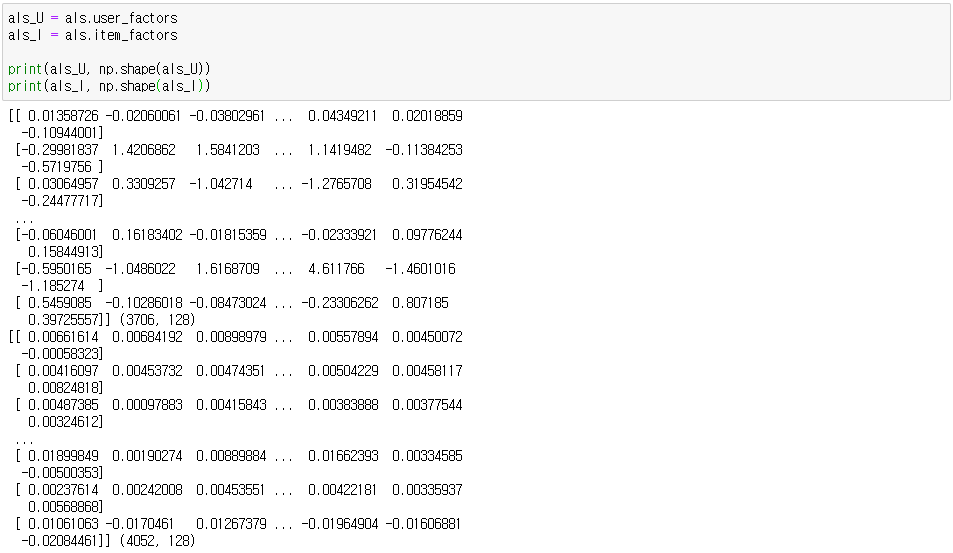 als_U = als.user_factors
als_I = als.item_factors
print(als_U, np.shape(als_U))
print(als_I, np.shape(als_I))
[[ 0.01358726 -0.02060061 -0.03802961 ...  0.04349211  0.02018859
  -0.10944001]
 [-0.29981837  1.4206862   1.5841203  ...  1.1419482  -0.11384253
  -0.5719756 ]
 [ 0.03064957  0.3309257  -1.042714   ... -1.2765708   0.31954542
  -0.24477717]
 ...
 [-0.06046001  0.16183402 -0.01815359 ... -0.02333921  0.09776244
   0.15844913]
 [-0.5950165  -1.0486022   1.6168709  ...  4.611766   -1.4601016
  -1.185274  ]
 [ 0.5459085  -0.10286018 -0.08473024 ... -0.23306262  0.807185
   0.39725557]] (3706, 128)
[[ 0.00661614  0.00684192  0.00898979 ...  0.00557894  0.00450072
  -0.00058323]
 [ 0.00416097  0.00453732  0.00474351 ...  0.00504229  0.00458117
   0.00824818]
 [ 0.00487385  0.00097883  0.00415843 ...  0.00383888  0.00377544
   0.00324612]
 ...
 [ 0.01899849  0.00190274  0.00889884 ...  0.01662393  0.00334585
  -0.00500353]
 [ 0.00237614  0.00242008  0.00453551 ...  0.00422181  0.00335937
   0.00568868]
 [ 0.01061063 -0.0170461   0.01267379 ... -0.01964904 -0.01606881
  -0.02084461]] (4052, 128)